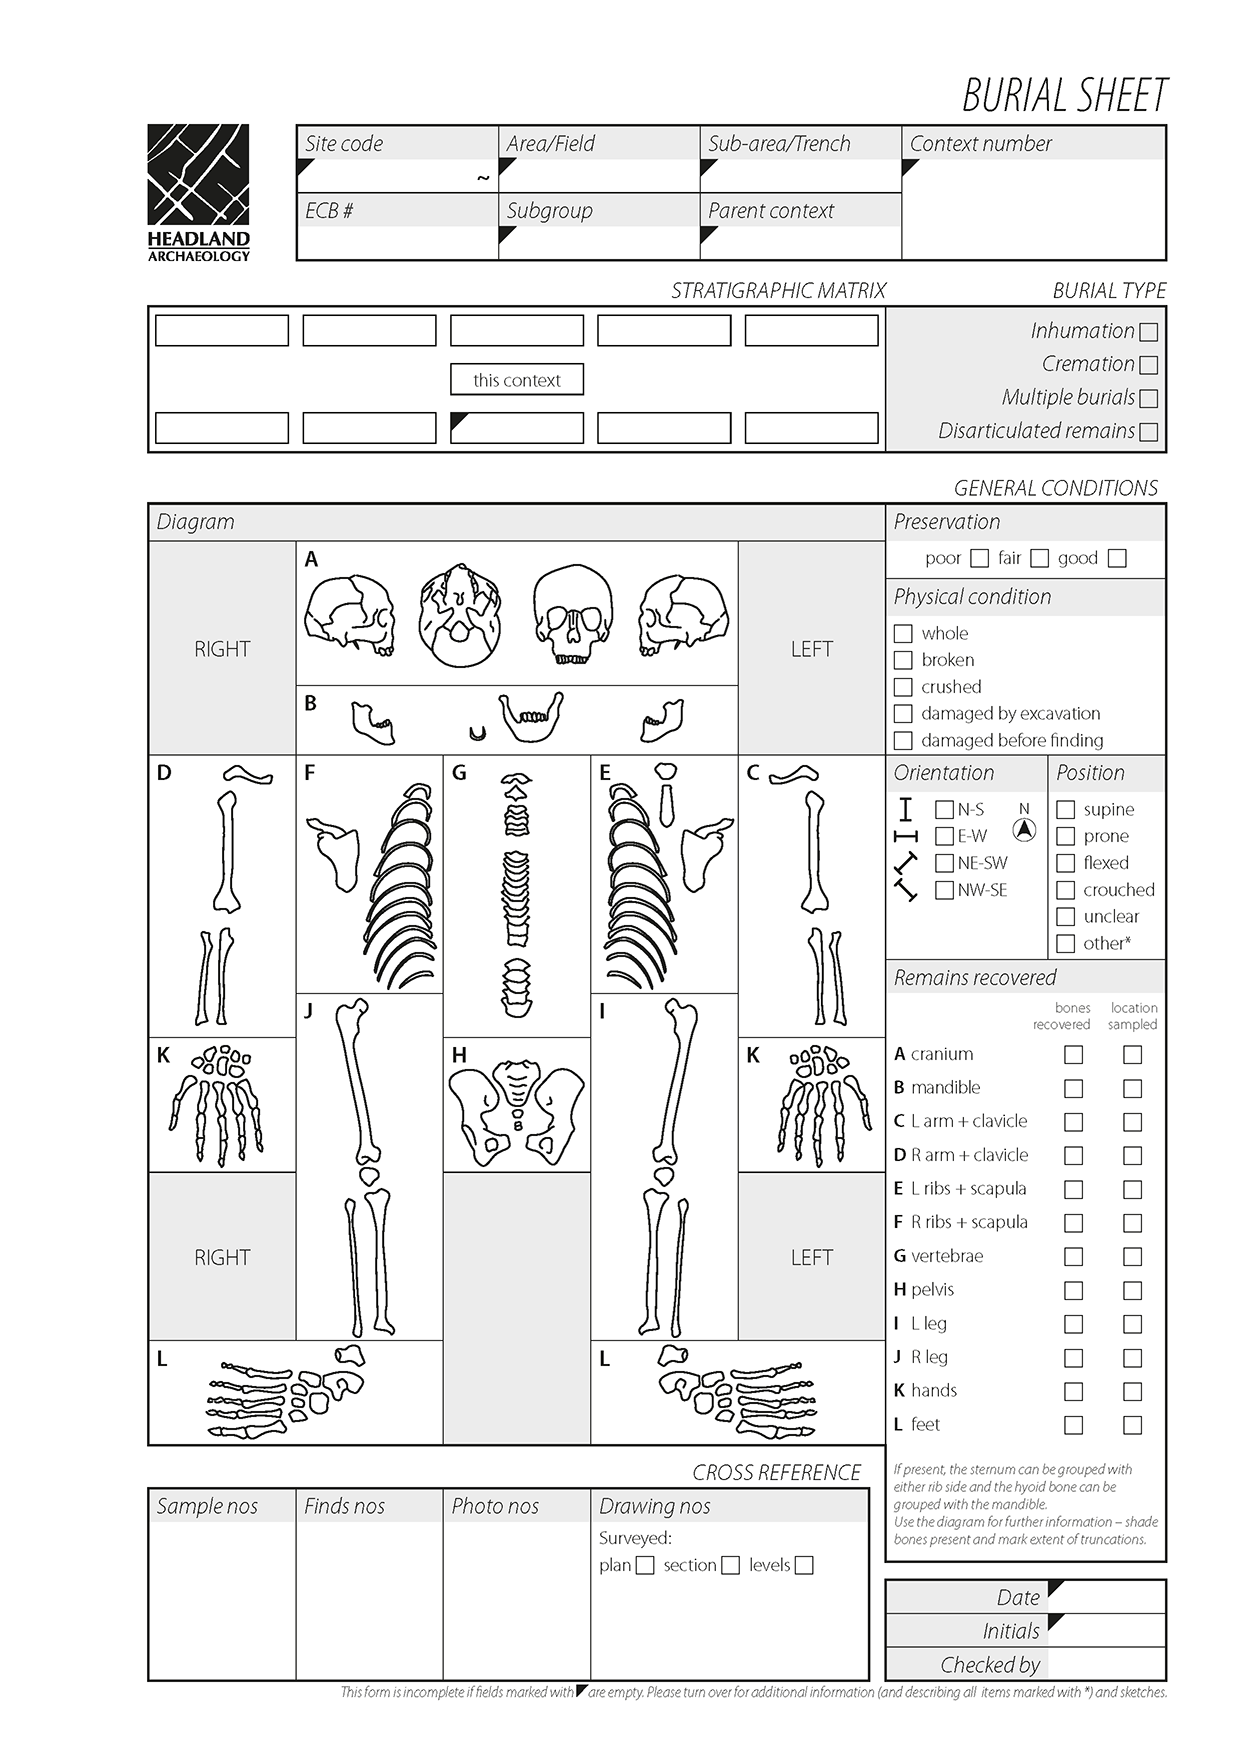 BURIAL SHEET
HEADLAND
ARCHAEOLOGY
Site code
Area/Field
Sub-area/Trench
Context number
~
ECB #
Subgroup
Parent context
STRATIGRAPHIC MATRIX
this context
BURIAL TYPE
Inhumation
Cremation
Multiple burials
Disarticulated remains
GENERAL CONDITIONS
Diagram
RIGHT
A
LEFT
B
D
F
G
E
C
J
I
K
H
K
RIGHT
LEFT
L
L
Preservation
poor fair good
Physical condition
whole
broken
crushed
damaged by excavation
damaged before finding
Orientation
N-S
N
E-W
NE-SW
NW-SE
Position
supine
prone
flexed
crouched
unclear
other*
Remains recovered
bones recovered
location sampled
A cranium
B mandible
C L arm + clavicle
D R arm + clavicle
E L ribs + scapula
F R ribs + scapula
G vertebrae
H pelvis
I L leg
J R leg
K hands
L feet
If present, the sternum can be grouped with
either rib side and the hyoid bone can be
grouped with the mandible.
Use the diagram for further information – shade
bones present and mark extent of truncations.
CROSS REFERENCE
Sample nos
Finds nos
Photo nos
Drawing nos
Surveyed:
plan section levels
Date
Initials
Checked by
This form is incomplete if fields marked with are empty. Please turn over for additional information (and describing all items marked with *) and sketches.